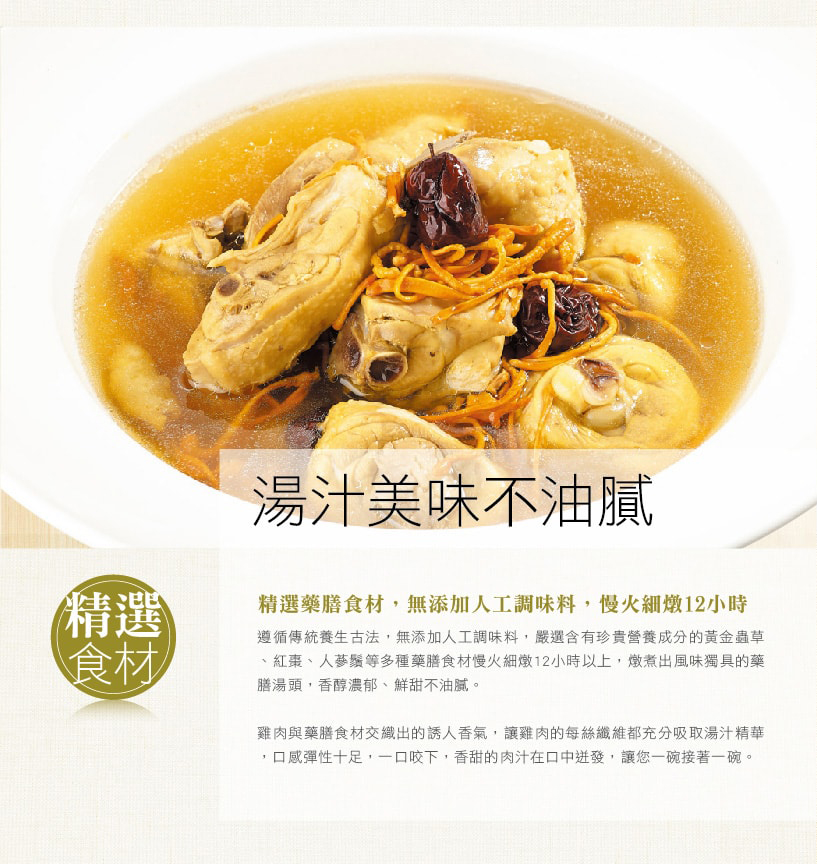 湯汁美味不油膩
精選
食材
精選藥膳食材，無添加人工調味料，慢火細燉12小時
遵循傳統養生古法，無添加人工調味料，嚴選含有珍貴營養成分的黃金蟲草
、紅棗、人蔘鬚等多種藥膳食材慢火細燉12小時以上，燉煮出風味獨具的藥
膳湯頭，香醇濃郁、鮮甜不油膩。
雞肉與藥膳食材交織出的誘人香氣，讓雞肉的每絲纖維都充分吸取湯汁精華
，口感彈性十足，一口咬下，香甜的肉汁在口中迸發，讓您一碗接著一碗。